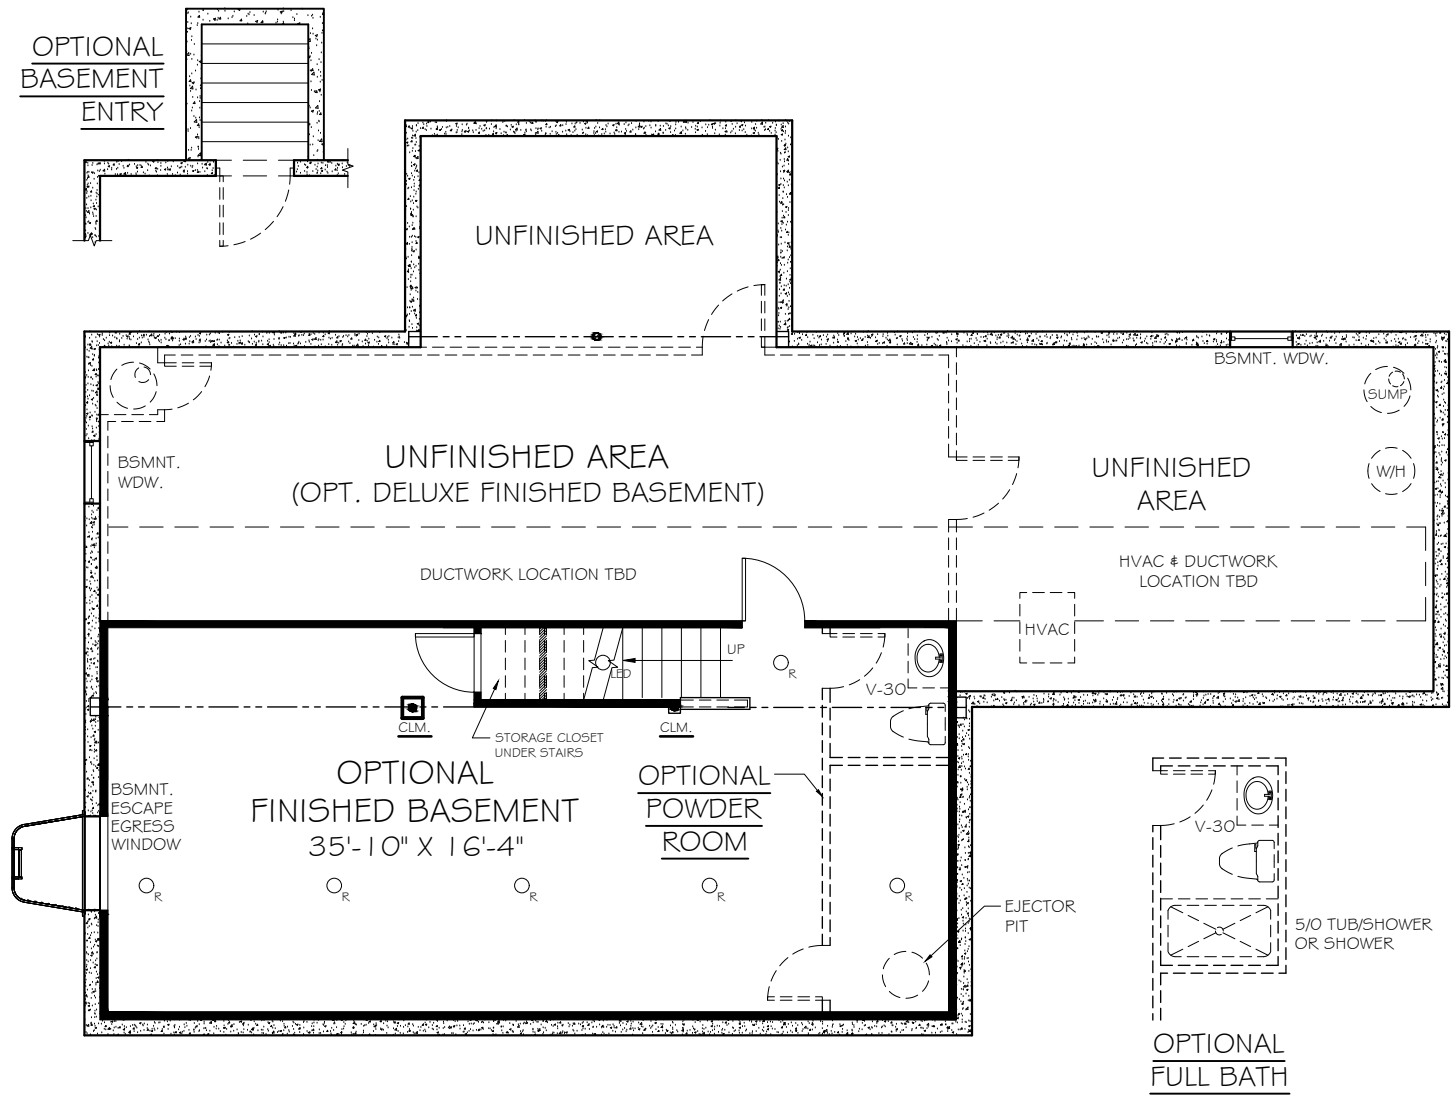 OPTIONAL
BASEMENT
ENTRY
UNFINISHED AREA
BSMNT. WDW.
SUMP
UNFINISHED AREA
(OPT. DELUXE FINISHED BASEMENT)
BSMNT.
WDW.
UNFINISHED
AREA
W/H
DUCTWORK LOCATION TBD
HVAC & DUCTWORK
LOCATION TBD
HVAC
UP
LED
R
V-30
CLM.
CLM.
STORAGE CLOSET
UNDER STAIRS
OPTIONAL
FINISHED BASEMENT
35'-10" X 16'-4"
OPTIONAL
POWDER
ROOM
BSMNT.
ESCAPE
EGRESS
WINDOW
R
R
R
R
R
EJECTOR
PIT
V-30
5/0 TUB/SHOWER
OR SHOWER
OPTIONAL
FULL BATH